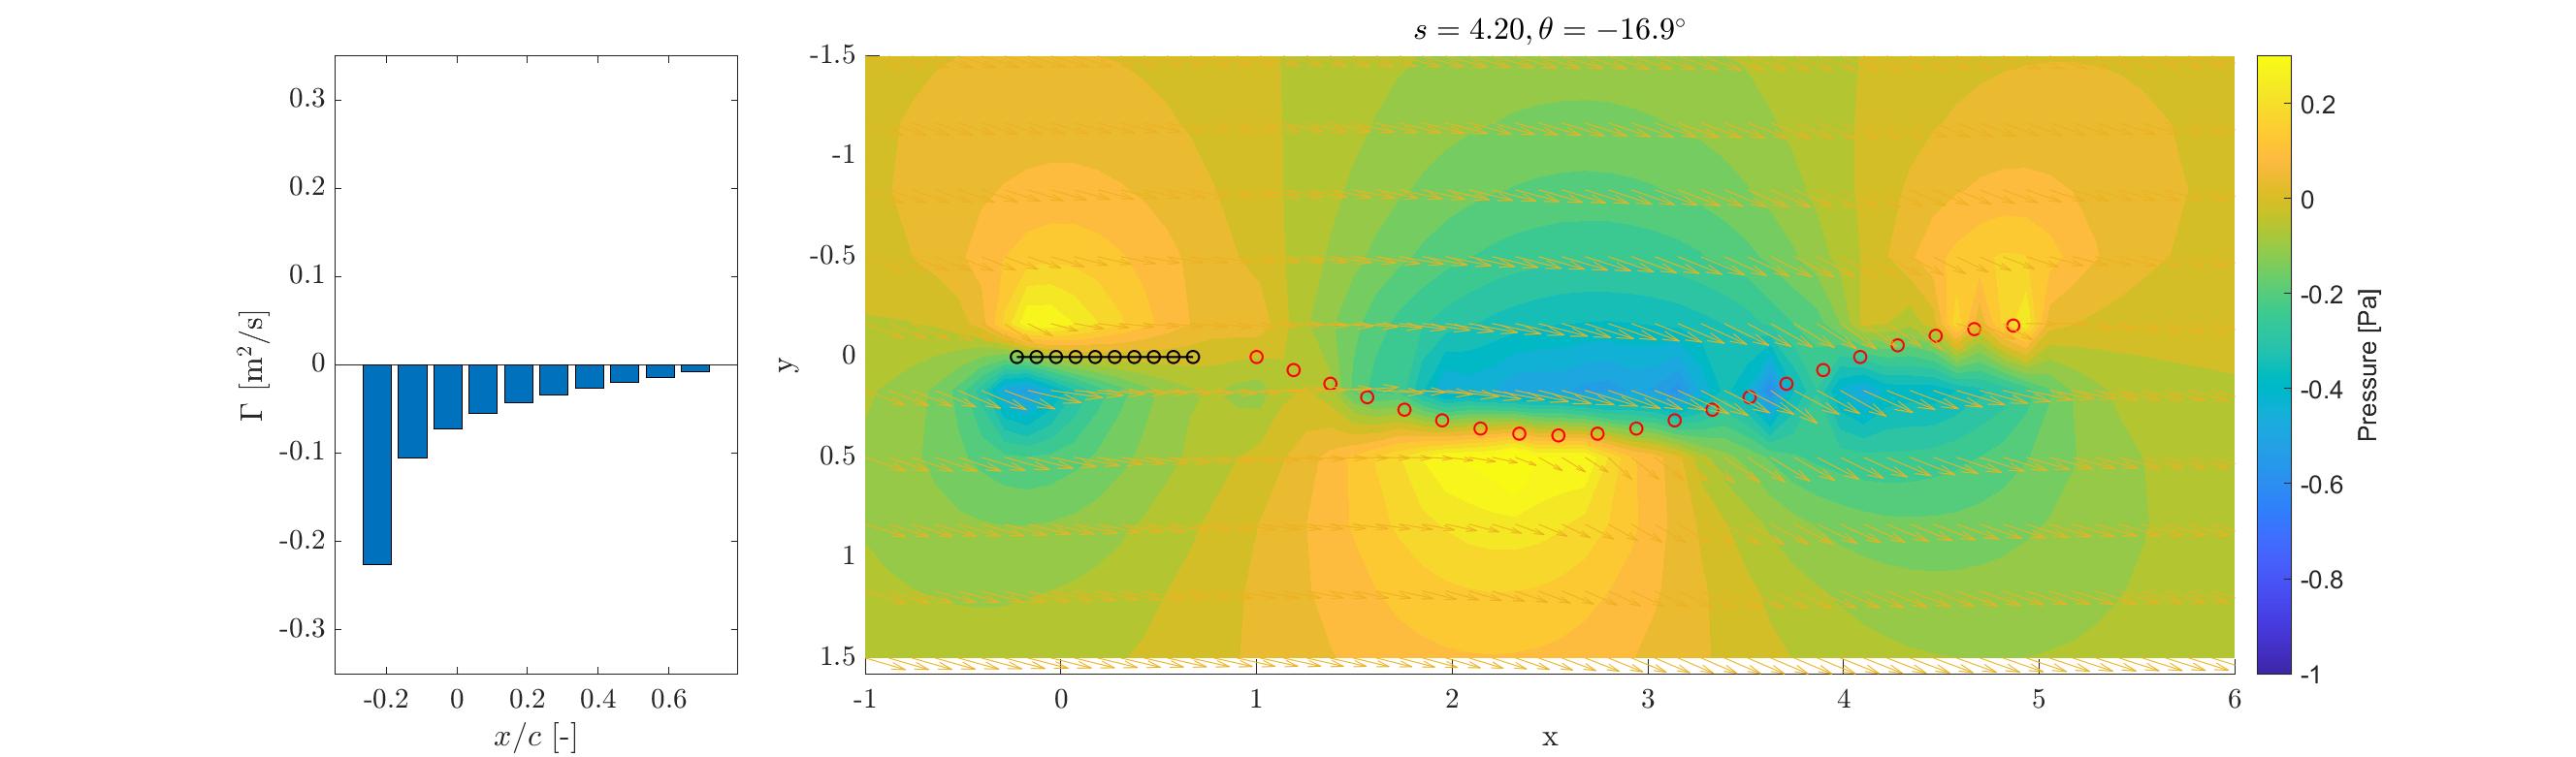 s = 4.20, θ = −16.9°
0.3
0.2
0.1
0
-0.1
-0.2
-0.3
Γ [m²/s]
-0.2 0 0.2 0.4 0.6
x/c [-]
-1.5
-1
-0.5
0
0.5
1
1.5
y
-1 0 1 2 3 4 5 6
x
0.2
0
-0.2
-0.4
-0.6
-0.8
-1
Pressure [Pa]